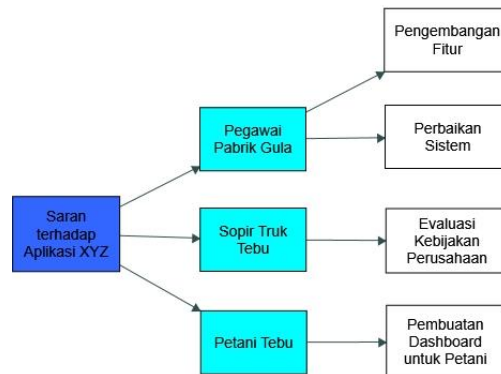 Pengembangan
Fitur
Pegawai
Pabrik Gula
Perbaikan
Sistem
Saran
terhadap
Aplikasi XYZ
Sopir Truk
Tebu
Evaluasi
Kebijakan
Perusahaan
Petani Tebu
Pembuatan
Dashboard
untuk Petani